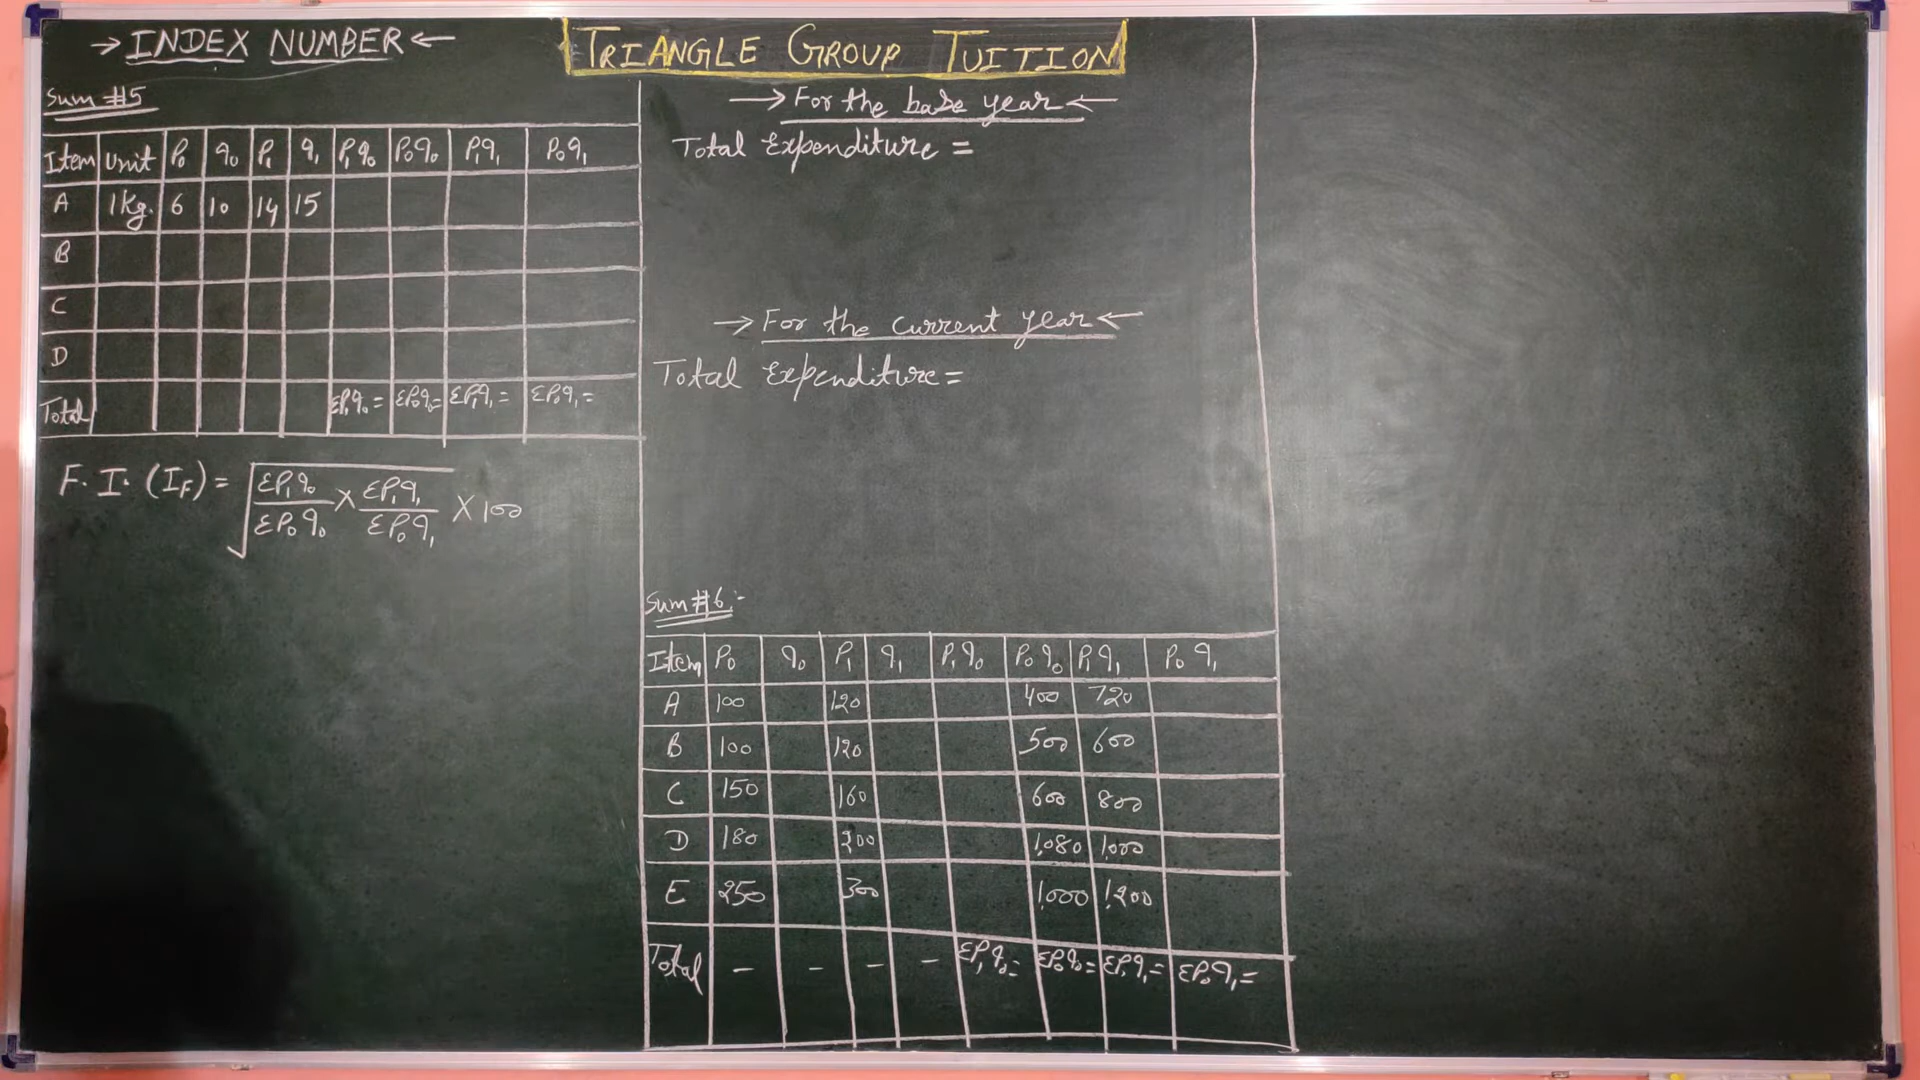 → INDEX NUMBER ←
TRIANGLE GROUP TUITION
Sum #5
Item Unit P₀ q₀ P₁ q₁ P₁q₀ P₀q₀ P₁q₁ P₀q₁
A 1Kg. 6 10 14 15
B
C
D
Total ΣP₁q₀= ΣP₀q₀= ΣP₁q₁= ΣP₀q₁=
F.I. (I_F) = √(ΣP₁q₀/ΣP₀q₀ × ΣP₁q₁/ΣP₀q₁) × 100
→ For the base year ←
Total Expenditure =
→ For the current year ←
Total Expenditure =
Sum #6:-
Item P₀ q₀ P₁ q₁ P₁q₀ P₀q₀ P₁q₁ P₀q₁
A 100 120 400 720
B 100 120 500 600
C 150 160 600 800
D 180 200 1,080 1,000
E 250 300 1,000 1,200
Total - - - - ΣP₁q₀= ΣP₀q₀= ΣP₁q₁= ΣP₀q₁=